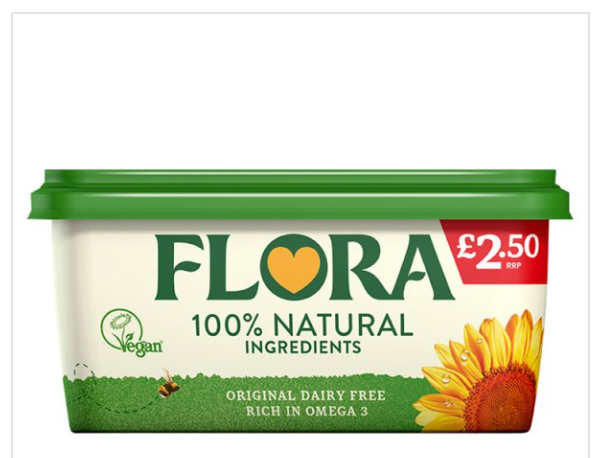 FLORA
£2.50
RRP
100% NATURAL
INGREDIENTS
Vegan
ORIGINAL DAIRY FREE
RICH IN OMEGA 3